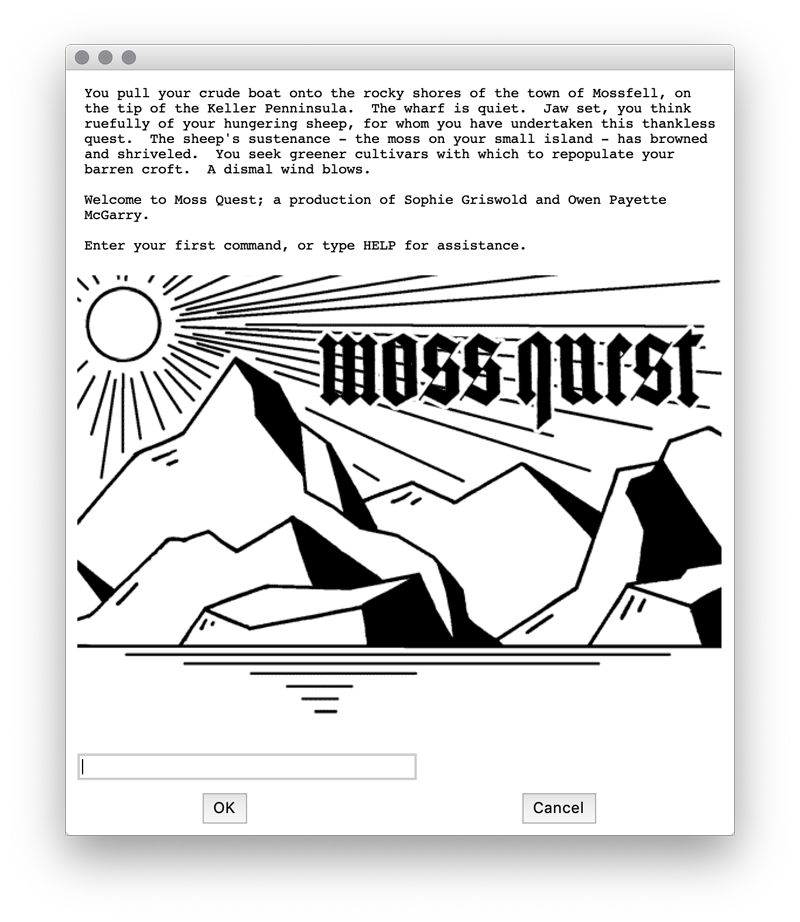 You pull your crude boat onto the rocky shores of the town of Mossfell, on
the tip of the Keller Penninsula.  The wharf is quiet.  Jaw set, you think
ruefully of your hungering sheep, for whom you have undertaken this thankless
quest.  The sheep's sustenance - the moss on your small island - has browned
and shriveled.  You seek greener cultivars with which to repopulate your
barren croft.  A dismal wind blows.
Welcome to Moss Quest; a production of Sophie Griswold and Owen Payette
McGarry.
Enter your first command, or type HELP for assistance.
moss quest
OK
Cancel